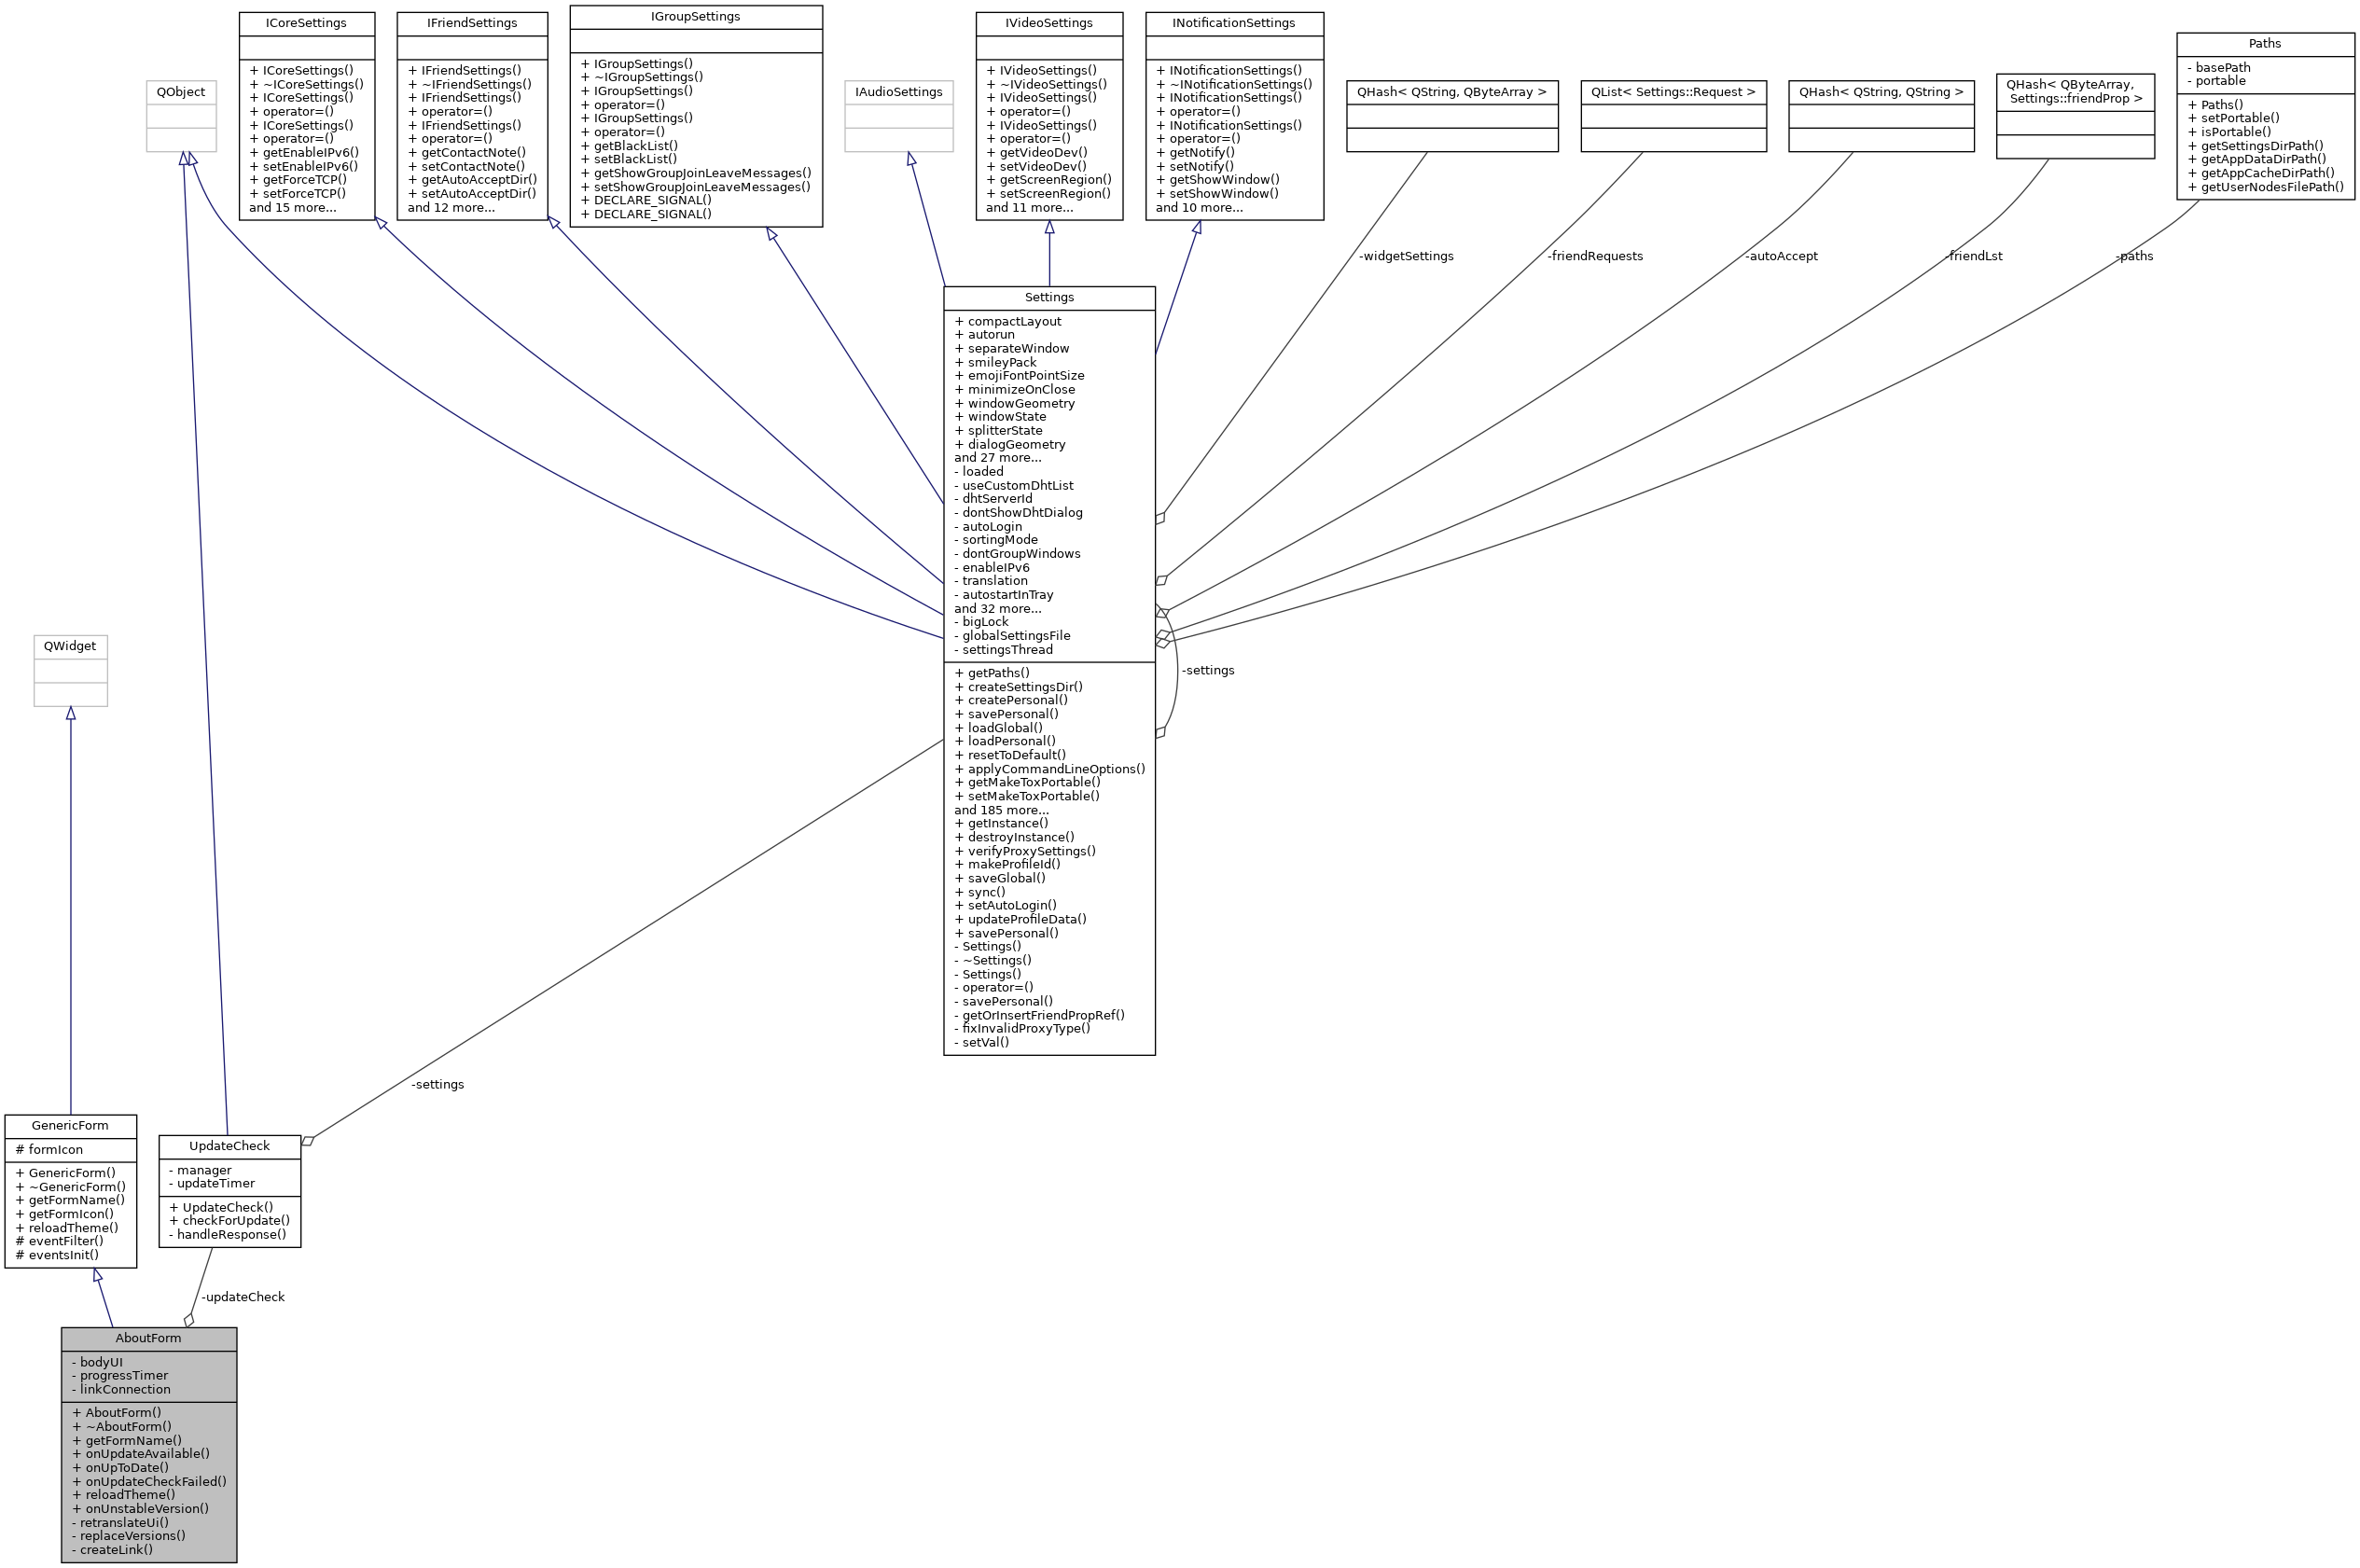 ICoreSettings
+ ICoreSettings()
+ ~ICoreSettings()
+ ICoreSettings()
+ operator=()
+ ICoreSettings()
+ operator=()
+ getEnableIPv6()
+ setEnableIPv6()
+ getForceTCP()
+ setForceTCP()
and 15 more...
IFriendSettings
+ IFriendSettings()
+ ~IFriendSettings()
+ IFriendSettings()
+ operator=()
+ IFriendSettings()
+ operator=()
+ getContactNote()
+ setContactNote()
+ getAutoAcceptDir()
+ setAutoAcceptDir()
and 12 more...
IGroupSettings
+ IGroupSettings()
+ ~IGroupSettings()
+ IGroupSettings()
+ operator=()
+ IGroupSettings()
+ operator=()
+ getBlackList()
+ setBlackList()
+ getShowGroupJoinLeaveMessages()
+ setShowGroupJoinLeaveMessages()
+ DECLARE_SIGNAL()
+ DECLARE_SIGNAL()
IVideoSettings
+ IVideoSettings()
+ ~IVideoSettings()
+ IVideoSettings()
+ operator=()
+ IVideoSettings()
+ operator=()
+ getVideoDev()
+ setVideoDev()
+ getScreenRegion()
+ setScreenRegion()
and 11 more...
INotificationSettings
+ INotificationSettings()
+ ~INotificationSettings()
+ INotificationSettings()
+ operator=()
+ INotificationSettings()
+ operator=()
+ getNotify()
+ setNotify()
+ getShowWindow()
+ setShowWindow()
and 10 more...
Paths
- basePath
- portable
+ Paths()
+ setPortable()
+ isPortable()
+ getSettingsDirPath()
+ getAppDataDirPath()
+ getAppCacheDirPath()
+ getUserNodesFilePath()
QObject
IAudioSettings
QHash< QString, QByteArray >
QList< Settings::Request >
QHash< QString, QString >
QHash< QByteArray,
Settings::friendProp >
-widgetSettings
-friendRequests
-autoAccept
-friendLst
-paths
Settings
+ compactLayout
+ autorun
+ separateWindow
+ smileyPack
+ emojiFontPointSize
+ minimizeOnClose
+ windowGeometry
+ windowState
+ splitterState
+ dialogGeometry
and 27 more...
- loaded
- useCustomDhtList
- dhtServerId
- dontShowDhtDialog
- autoLogin
- sortingMode
- dontGroupWindows
- enableIPv6
- translation
- autostartInTray
and 32 more...
- bigLock
- globalSettingsFile
- settingsThread
+ getPaths()
+ createSettingsDir()
+ createPersonal()
+ savePersonal()
+ loadGlobal()
+ loadPersonal()
+ resetToDefault()
+ applyCommandLineOptions()
+ getMakeToxPortable()
+ setMakeToxPortable()
and 185 more...
+ getInstance()
+ destroyInstance()
+ verifyProxySettings()
+ makeProfileId()
+ saveGlobal()
+ sync()
+ setAutoLogin()
+ updateProfileData()
+ savePersonal()
- Settings()
- ~Settings()
- Settings()
- operator=()
- savePersonal()
- getOrInsertFriendPropRef()
- fixInvalidProxyType()
- setVal()
-settings
QWidget
-settings
GenericForm
# formIcon
+ GenericForm()
+ ~GenericForm()
+ getFormName()
+ getFormIcon()
+ reloadTheme()
# eventFilter()
# eventsInit()
UpdateCheck
- manager
- updateTimer
+ UpdateCheck()
+ checkForUpdate()
- handleResponse()
-updateCheck
AboutForm
- bodyUI
- progressTimer
- linkConnection
+ AboutForm()
+ ~AboutForm()
+ getFormName()
+ onUpdateAvailable()
+ onUpToDate()
+ onUpdateCheckFailed()
+ reloadTheme()
+ onUnstableVersion()
- retranslateUi()
- replaceVersions()
- createLink()